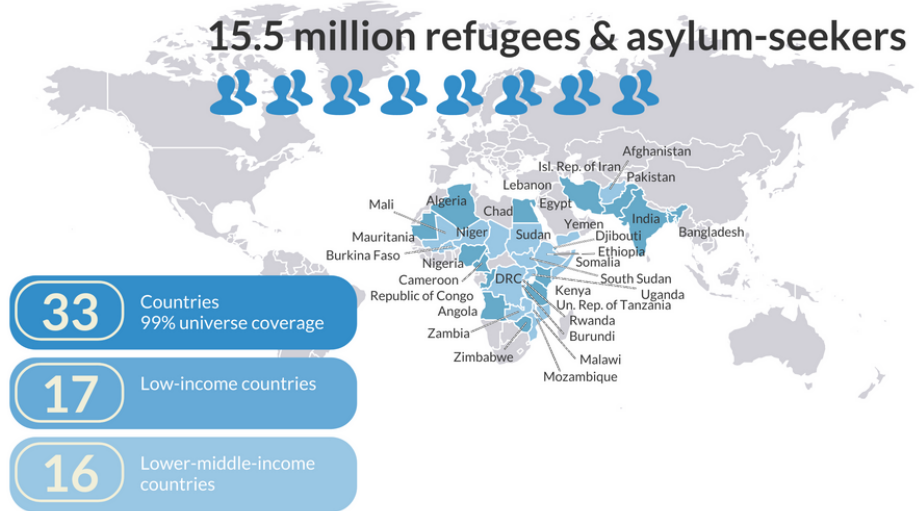 15.5 million refugees & asylum-seekers
Afghanistan
Isl. Rep. of Iran
Pakistan
Lebanon
Algeria
Egypt
Mali
Chad
India
Yemen
Niger
Sudan
Djibouti
Bangladesh
Mauritania
Ethiopia
Burkina Faso
Somalia
Nigeria
Cameroon
DRC
South Sudan
Kenya
Uganda
Republic of Congo
Un. Rep. of Tanzania
Angola
Rwanda
Zambia
Burundi
Zimbabwe
Malawi
Mozambique
33
Countries
99% universe coverage
17
Low-income countries
16
Lower-middle-income
countries